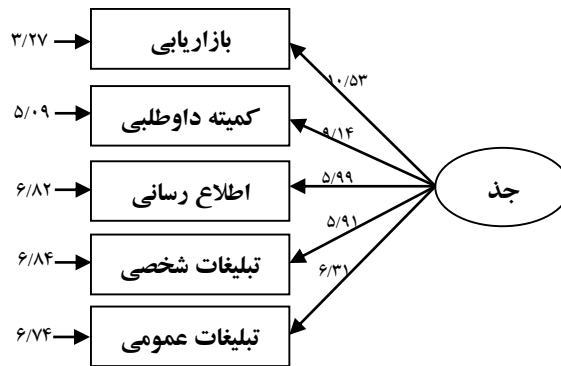 ۳/۲۷
بازاریابی
۱۰/۵۳
۵/۰۹
کمیته داوطلبی
۹/۱۴
۶/۸۲
اطلاع رسانی
۵/۹۹
جذ
۶/۸۴
تبلیغات شخصی
۵/۹۱
۶/۷۴
تبلیغات عمومی
۶/۳۱